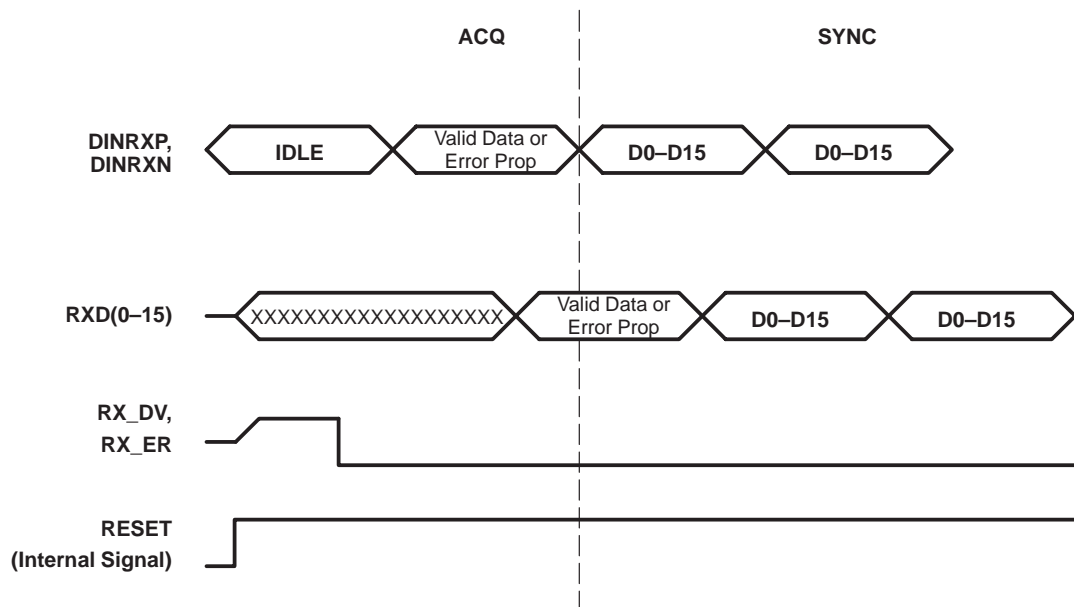 ACQ
SYNC
DINRXP,
DINRXN
IDLE
Valid Data or
Error Prop
D0–D15
D0–D15
RXD(0–15)
XXXXXXXXXXXXXXXXXXX
Valid Data or
Error Prop
D0–D15
D0–D15
RX_DV,
RX_ER
RESET
(Internal Signal)